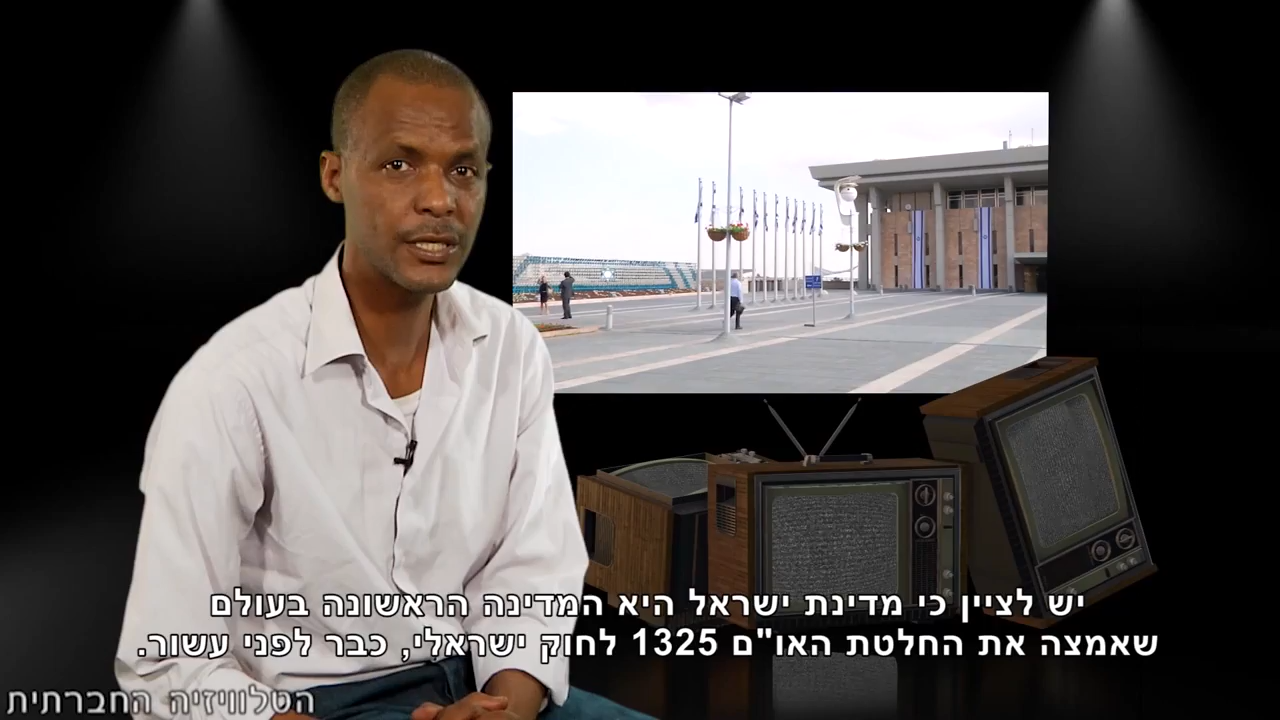 יש לציין כי מדינת ישראל היא המדינה הראשונה בעולם
שאמצה את החלטת האו"ם 1325 לחוק ישראלי, כבר לפני עשור.
הטלוויזיה החברתית